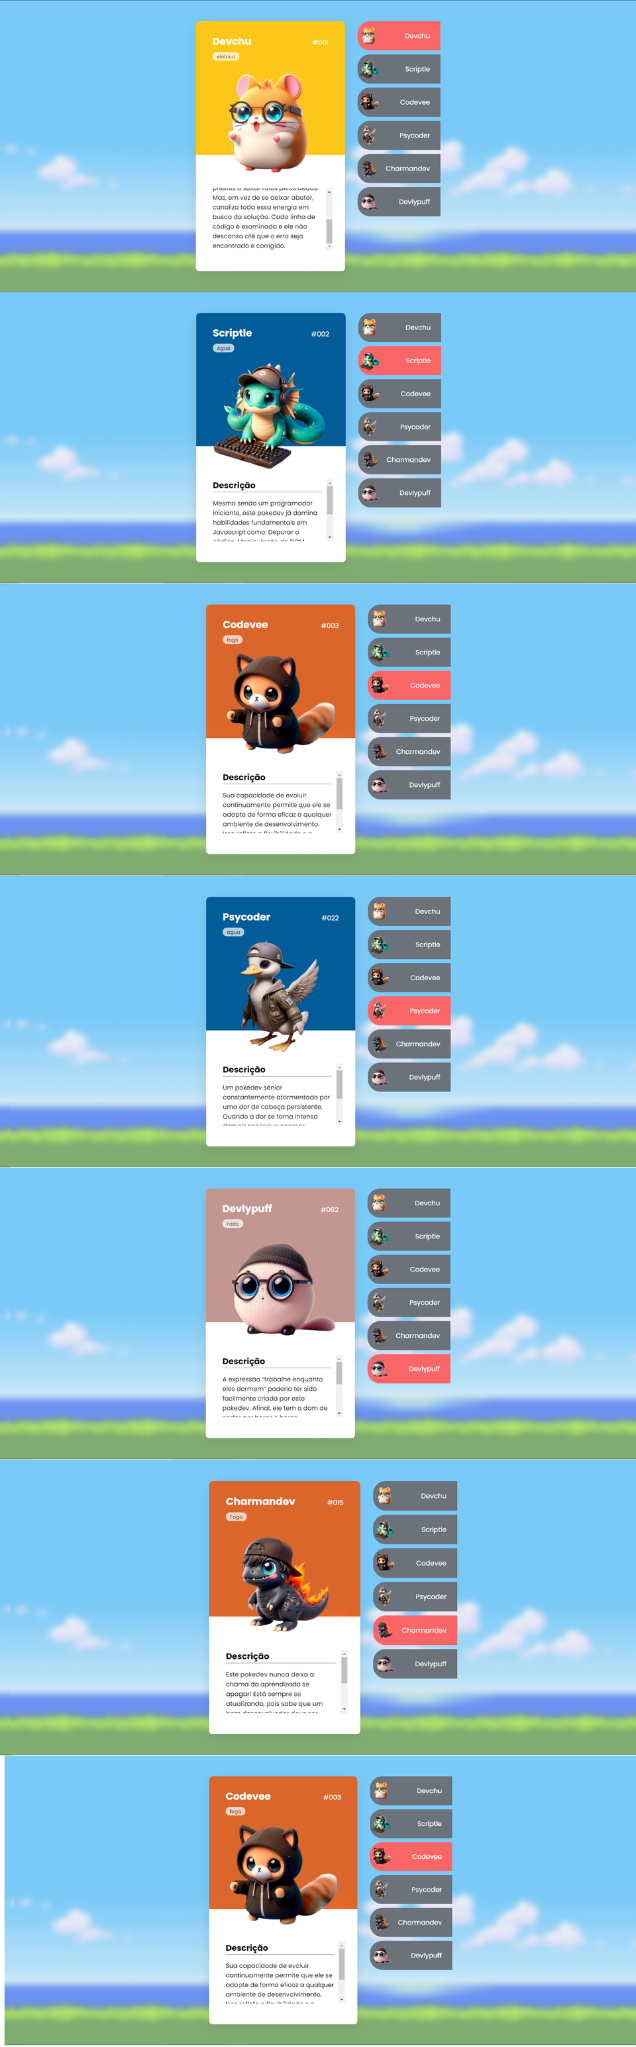 Devchu #001
elétrico
Mas, em vez de se deixar abater,
canaliza toda essa energia em
busca da solução. Cada linha de
código é examinada e ele não
descansa até que o erro seja
encontrado e corrigido.
Devchu
Scriptle
Codevee
Psycoder
Charmandev
Devlypuff
Scriptle #002
Água
Descrição
Mesmo sendo um programador
iniciante, este pokedev já domina
habilidades fundamentais em
Javascript como: Depurar o
Devchu
Scriptle
Codevee
Psycoder
Charmandev
Devlypuff
Codevee #003
fogo
Descrição
Sua capacidade de evoluir
continuamente permite que ele se
adapte de forma eficaz a qualquer
ambiente de desenvolvimento.
Devchu
Scriptle
Codevee
Psycoder
Charmandev
Devlypuff
Psycoder #022
água
Descrição
Um pokedev sênior
constantemente atormentado por
uma dor de cabeça persistente.
Quando a dor se torna intensa
Devchu
Scriptle
Codevee
Psycoder
Charmandev
Devlypuff
Devlypuff #062
Fada
Descrição
A expressão "trabalhe enquanto
eles dormem" poderia ter sido
facilmente criada por este
pokedev. Afinal, ele tem o dom de
Devchu
Scriptle
Codevee
Psycoder
Charmandev
Devlypuff
Charmandev #015
Fogo
Descrição
Este pokedev nunca deixa a
chama do aprendizado se
apagar! Está sempre se
atualizando, pois sabe que um
Devchu
Scriptle
Codevee
Psycoder
Charmandev
Devlypuff
Codevee #003
fogo
Descrição
Sua capacidade de evoluir
continuamente permite que ele se
adapte de forma eficaz a qualquer
ambiente de desenvolvimento.
Devchu
Scriptle
Codevee
Psycoder
Charmandev
Devlypuff